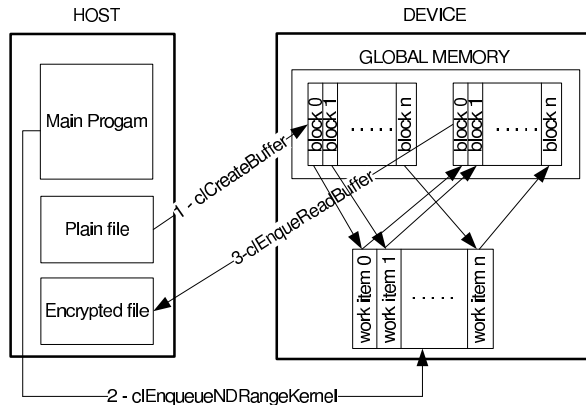 HOST
DEVICE
GLOBAL MEMORY
Main Progam
Plain file
Encrypted file
block 0
block 1
.....
block n
block 0
block 1
.....
block n
1 - clCreateBuffer
3-clEnqueReadBuffer
work item 0
work item 1
.....
work item n
2 - clEnqueueNDRangeKernel